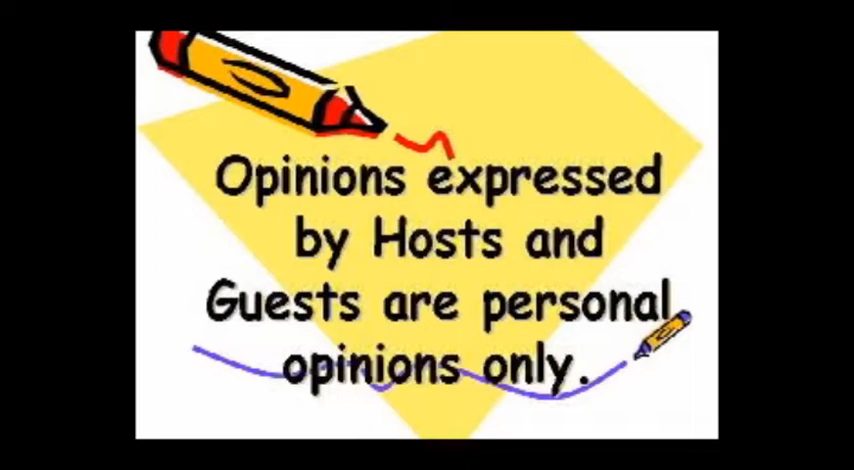 Opinions expressed
by Hosts and
Guests are personal
opinions only.